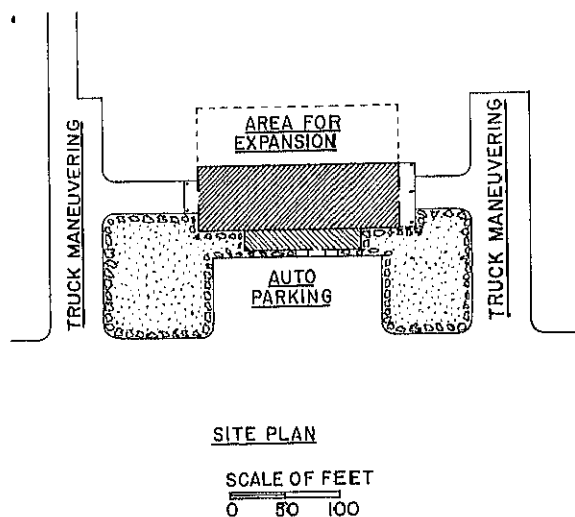 AREA FOR
EXPANSION
TRUCK MANEUVERING
TRUCK MANEUVERING
AUTO
PARKING
SITE PLAN
SCALE OF FEET
0 50 100